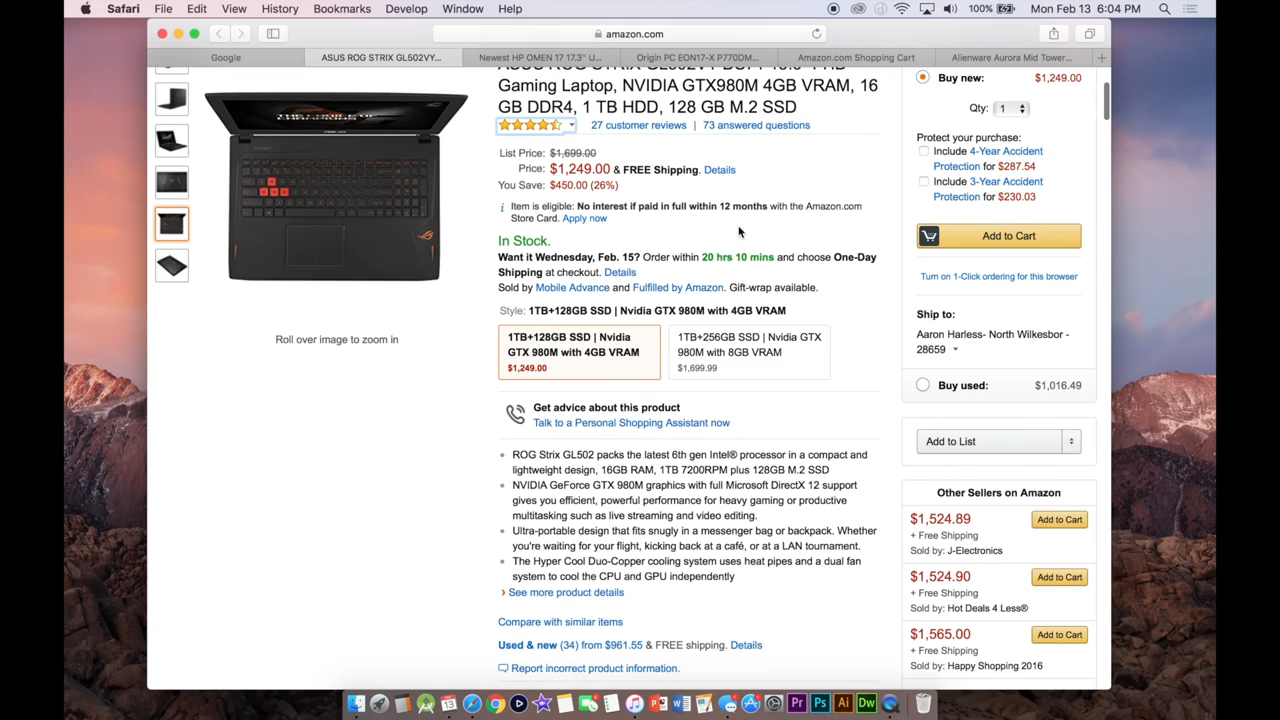 Safari File Edit View History Bookmarks Develop Window Help
100% Mon Feb 13 6:04 PM
amazon.com
Google
ASUS ROG STRIX GL502VY...
Newest HP OMEN 17 17.3" U...
Origin PC EON17-X P770DM...
Amazon.com Shopping Cart
Alienware Aurora Mid Tower...
Gaming Laptop, NVIDIA GTX980M 4GB VRAM, 16
GB DDR4, 1 TB HDD, 128 GB M.2 SSD
27 customer reviews | 73 answered questions
List Price: $1,699.00
Price: $1,249.00 & FREE Shipping. Details
You Save: $450.00 (26%)
Item is eligible: No interest if paid in full within 12 months with the Amazon.com
Store Card. Apply now
In Stock.
Want it Wednesday, Feb. 15? Order within 20 hrs 10 mins and choose One-Day
Shipping at checkout. Details
Sold by Mobile Advance and Fulfilled by Amazon. Gift-wrap available.
Style: 1TB+128GB SSD | Nvidia GTX 980M with 4GB VRAM
1TB+128GB SSD | Nvidia
GTX 980M with 4GB VRAM
$1,249.00
1TB+256GB SSD | Nvidia GTX
980M with 8GB VRAM
$1,699.99
Roll over image to zoom in
Get advice about this product
Talk to a Personal Shopping Assistant now
ROG Strix GL502 packs the latest 6th gen Intel® processor in a compact and
lightweight design, 16GB RAM, 1TB 7200RPM plus 128GB M.2 SSD
NVIDIA GeForce GTX 980M graphics with full Microsoft DirectX 12 support
gives you efficient, powerful performance for heavy gaming or productive
multitasking such as live streaming and video editing.
Ultra-portable design that fits snugly in a messenger bag or backpack. Whether
you're waiting for your flight, kicking back at a café, or at a LAN tournament.
The Hyper Cool Duo-Copper cooling system uses heat pipes and a dual fan
system to cool the CPU and GPU independently
See more product details
Compare with similar items
Used & new (34) from $961.55 & FREE shipping. Details
Report incorrect product information.
Buy new: $1,249.00
Qty: 1
Protect your purchase:
Include 4-Year Accident
Protection for $287.54
Include 3-Year Accident
Protection for $230.03
Add to Cart
Turn on 1-Click ordering for this browser
Ship to:
Aaron Harless- North Wilkesbor -
28659
Buy used: $1,016.49
Add to List
Other Sellers on Amazon
$1,524.89 Add to Cart
+ Free Shipping
Sold by: J-Electronics
$1,524.90 Add to Cart
+ Free Shipping
Sold by: Hot Deals 4 Less®
$1,565.00 Add to Cart
+ Free Shipping
Sold by: Happy Shopping 2016
13 Pr Ps Ai Dw